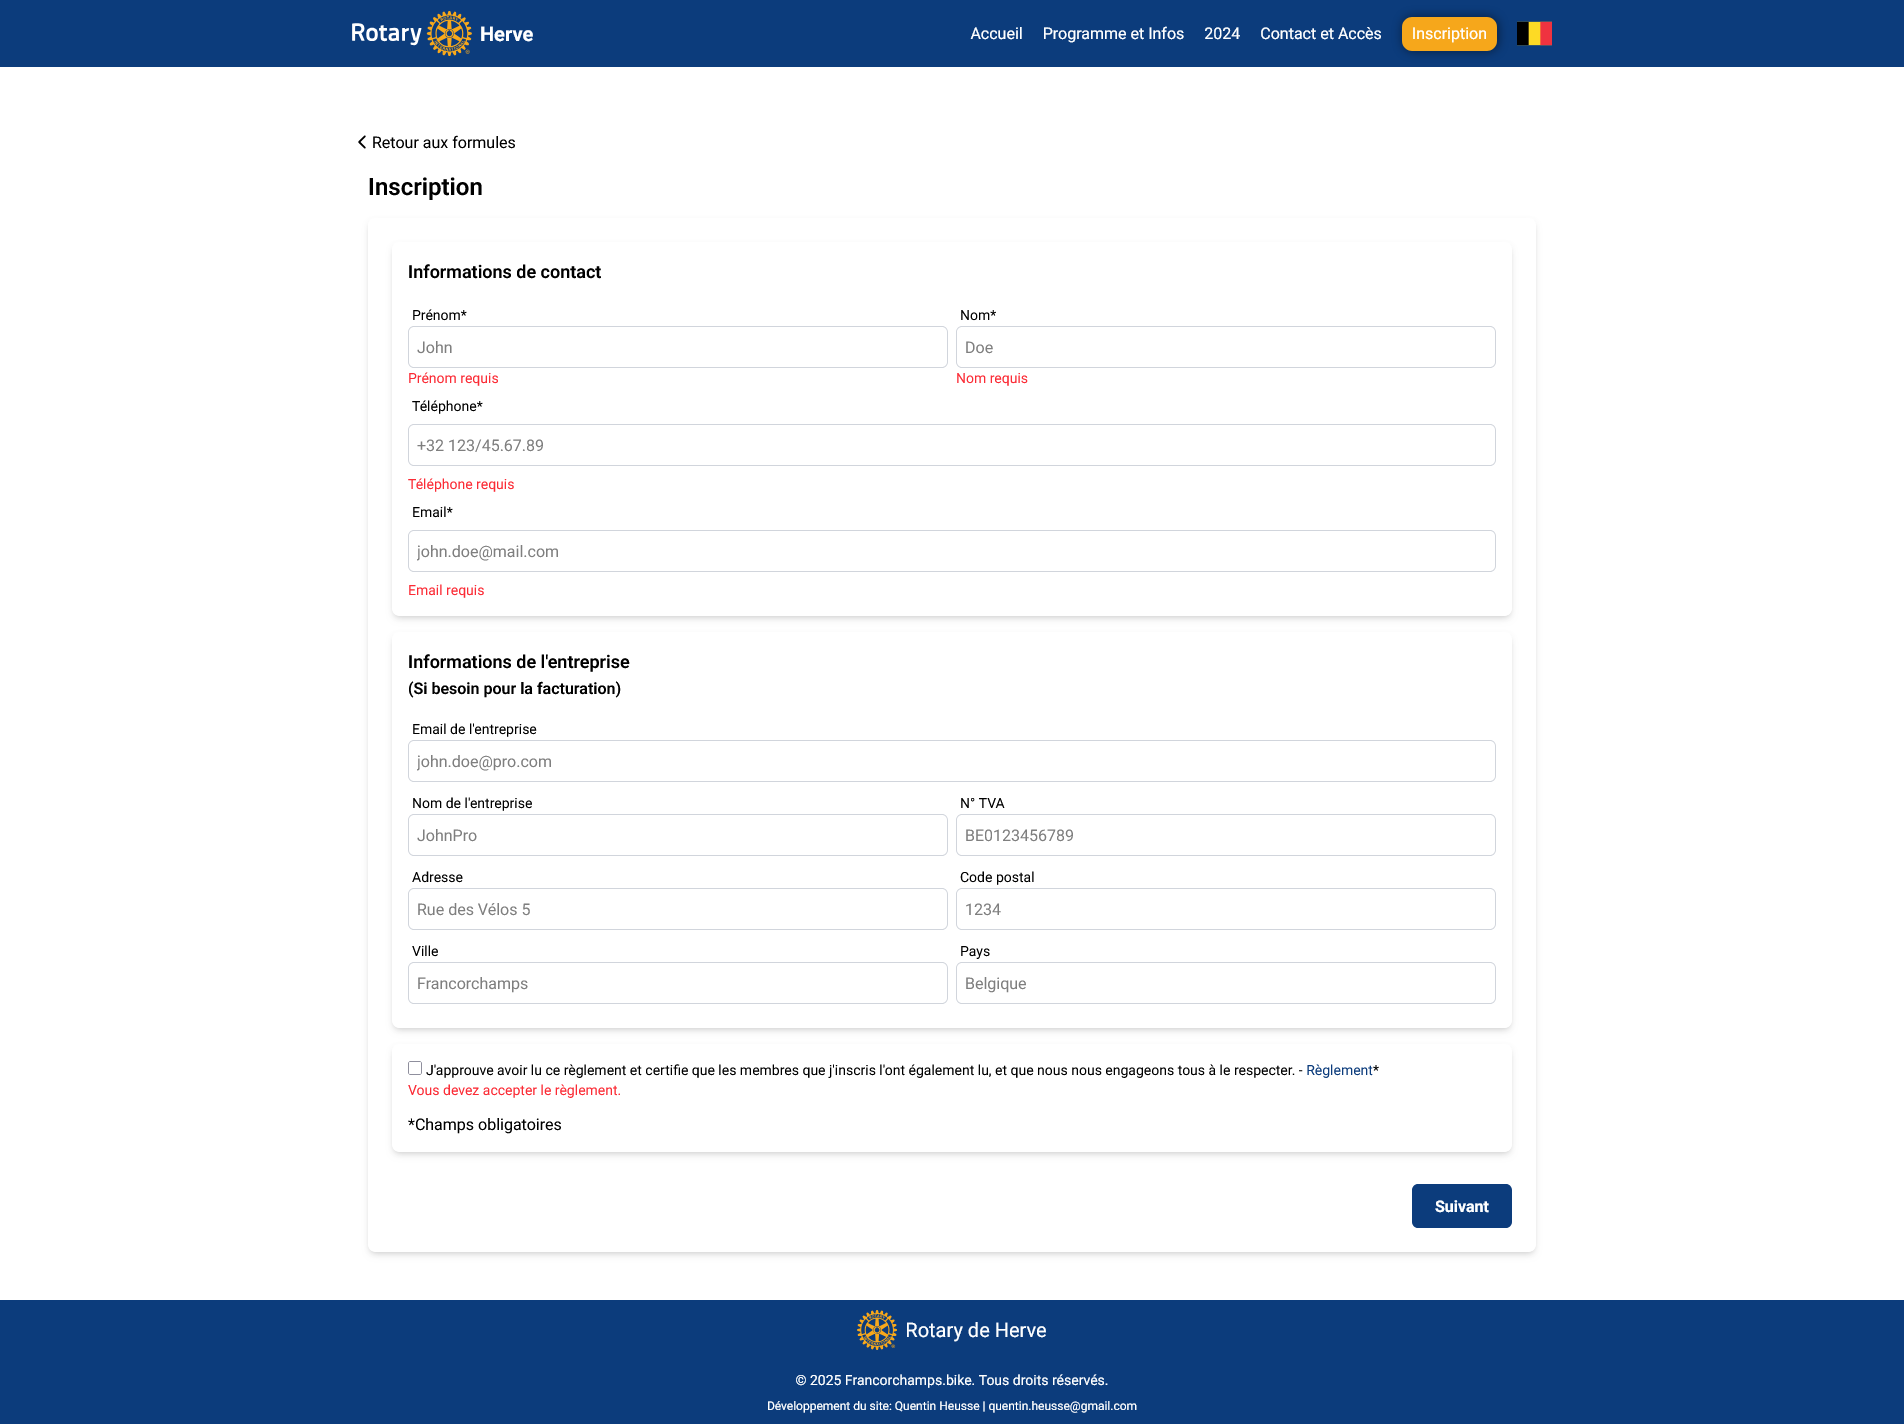 Rotary Herve
Accueil Programme et Infos 2024 Contact et Accès Inscription
Retour aux formules
Inscription
Informations de contact
Prénom* Nom*
John Doe
Prénom requis Nom requis
Téléphone*
+32 123/45.67.89
Téléphone requis
Email*
john.doe@mail.com
Email requis
Informations de l'entreprise
(Si besoin pour la facturation)
Email de l'entreprise
john.doe@pro.com
Nom de l'entreprise N° TVA
JohnPro BE0123456789
Adresse Code postal
Rue des Vélos 5 1234
Ville Pays
Francorchamps Belgique
J'approuve avoir lu ce règlement et certifie que les membres que j'inscris l'ont également lu, et que nous nous engageons tous à le respecter. - Règlement*
Vous devez accepter le règlement.
*Champs obligatoires
Suivant
Rotary de Herve
© 2025 Francorchamps.bike. Tous droits réservés.
Développement du site: Quentin Heusse | quentin.heusse@gmail.com